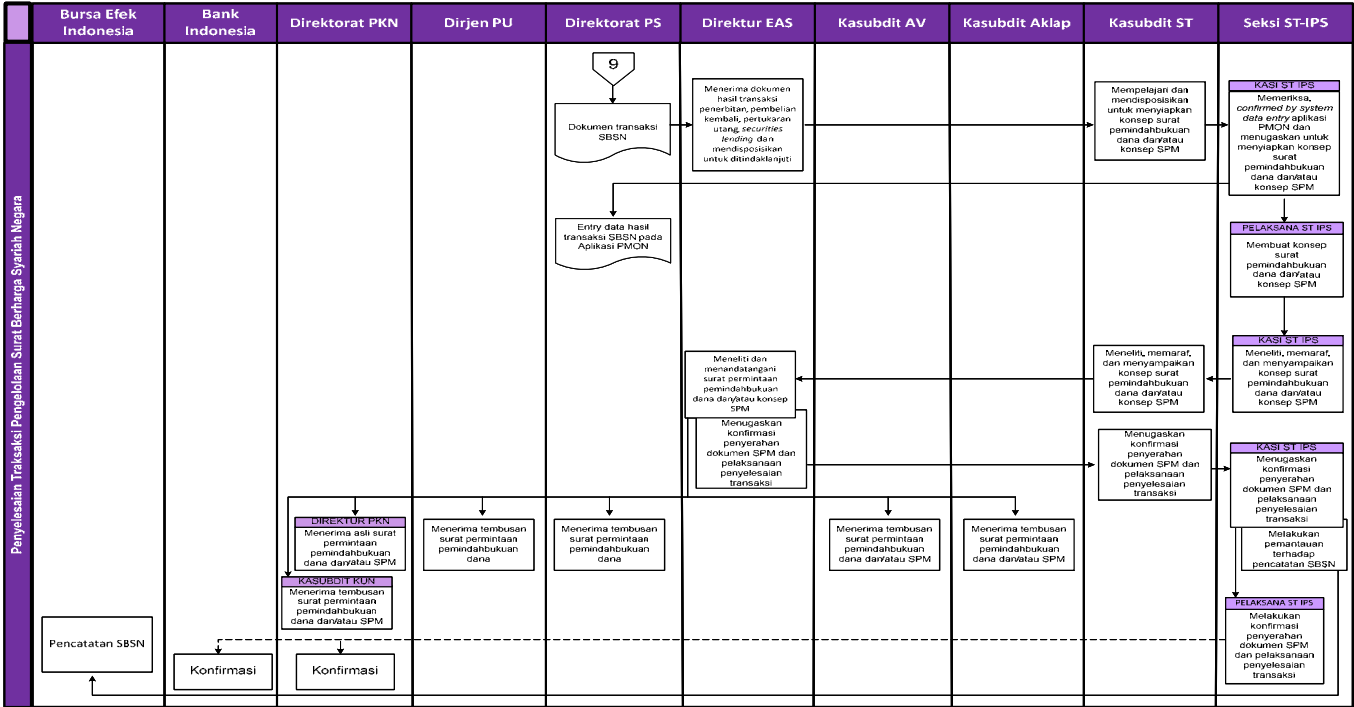 Bursa Efek
Indonesia
Bank
Indonesia
Direktorat PKN
Dirjen PU
Direktorat PS
Direktur EAS
Kasubdit AV
Kasubdit Aklap
Kasubdit ST
Seksi ST-IPS
Penyelesaian Traksaksi Pengelolaan Surat Berharga Syariah Negara
9
Dokumen transaksi
SBSN
Menerima dokumen
hasil transaksi
penerbitan, pembelian
kembali, pertukaran
utang, securities
lending dan
mendisposisikan
untuk ditindaklanjuti
Mempelajari dan
mendisposisikan
untuk menyiapkan
konsep surat
pemindahbukuan
dana dan/atau
konsep SPM
KASI ST IPS
Memeriksa,
confirmed by system
data entry aplikasi
PMON dan
menugaskan untuk
menyiapkan konsep
surat
pemindahbukuan
dana dan/atau
konsep SPM
Entry data hasil
transaksi SBSN pada
Aplikasi PMON
PELAKSANA ST IPS
Membuat konsep
surat
pemindahbukuan
dana dan/atau
konsep SPM
KASI ST IPS
Meneliti, memaraf,
dan menyampaikan
konsep surat
pemindahbukuan
dana dan/atau
konsep SPM
Meneliti, memaraf,
dan menyampaikan
konsep surat
pemindahbukuan
dana dan/atau
konsep SPM
Meneliti dan
menandatangani
surat permintaan
pemindahbukuan
dana dan/atau konsep
SPM
Menugaskan
konfirmasi
penyerahan
dokumen SPM dan
pelaksanaan
penyelesaian
transaksi
Menugaskan
konfirmasi
penyerahan
dokumen SPM dan
pelaksanaan
penyelesaian
transaksi
KASI ST IPS
Menugaskan
konfirmasi
penyerahan
dokumen SPM dan
pelaksanaan
penyelesaian
transaksi
Melakukan
pemantauan
terhadap
pencatatan SBSN
DIREKTUR PKN
Menerima asli surat
permintaan
pemindahbukuan
dana dan/atau SPM
KASUBDIT KUN
Menerima tembusan
surat permintaan
pemindahbukuan
dana dan/atau SPM
Menerima tembusan
surat permintaan
pemindahbukuan
dana
Menerima tembusan
surat permintaan
pemindahbukuan
dana
Menerima tembusan
surat permintaan
pemindahbukuan
dana dan/atau SPM
Menerima tembusan
surat permintaan
pemindahbukuan
dana dan/atau SPM
PELAKSANA ST IPS
Melakukan
konfirmasi
penyerahan
dokumen SPM
dan pelaksanaan
penyelesaian
transaksi
Pencatatan SBSN
Konfirmasi
Konfirmasi